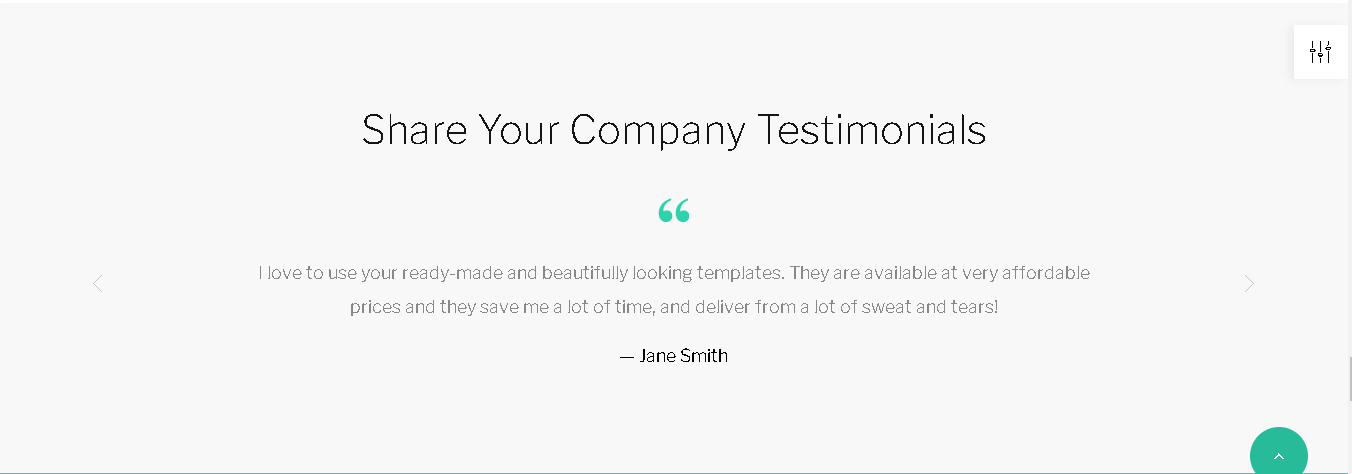 Share Your Company Testimonials
“
I love to use your ready-made and beautifully looking templates. They are available at very affordable
prices and they save me a lot of time, and deliver from a lot of sweat and tears!
— Jane Smith